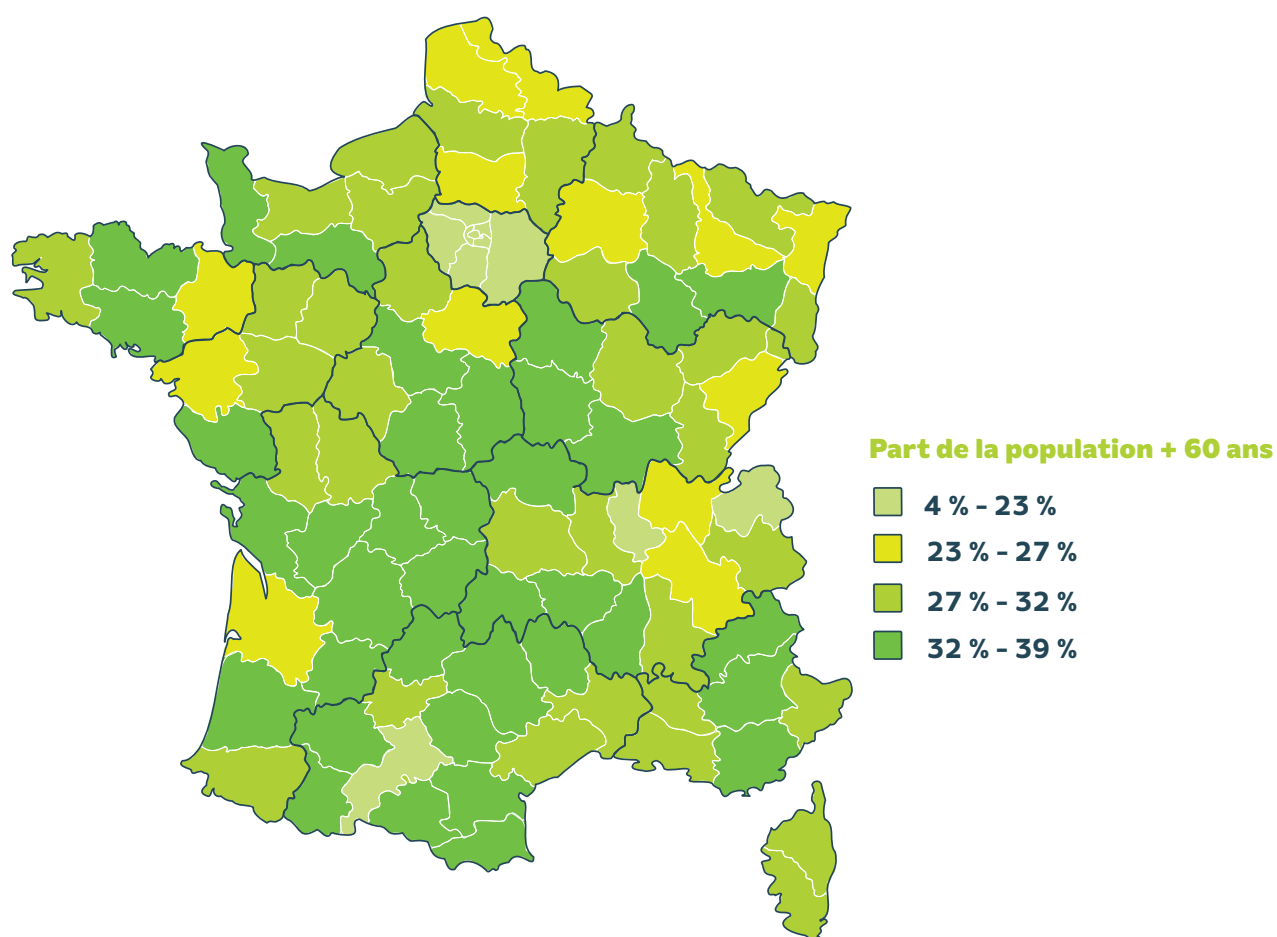 Part de la population + 60 ans
4 % - 23 %
23 % - 27 %
27 % - 32 %
32 % - 39 %